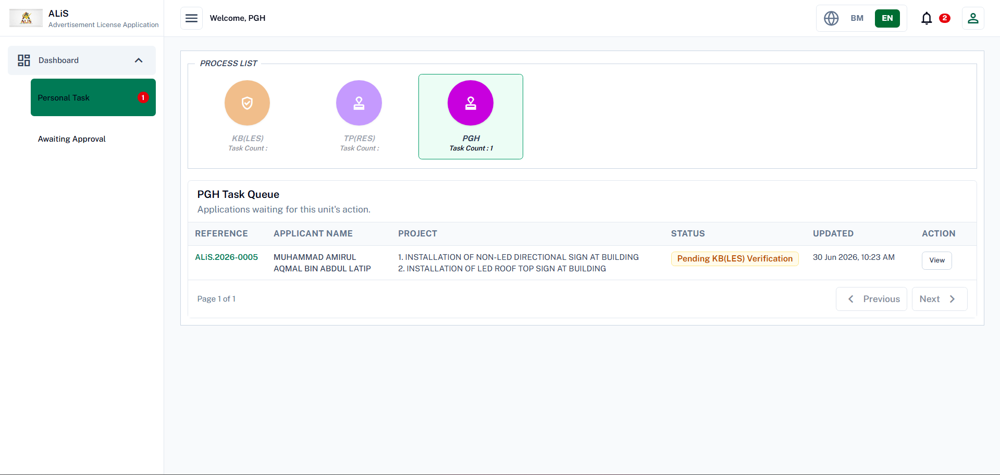 ALiS
ALiS
Advertisement License Application
Welcome, PGH
BM
EN
2
Dashboard
Personal Task
1
Awaiting Approval
PROCESS LIST
KB(LES)
Task Count :
TP(RES)
Task Count :
PGH
Task Count : 1
PGH Task Queue
Applications waiting for this unit's action.
REFERENCE APPLICANT NAME PROJECT STATUS UPDATED ACTION
ALiS.2026-0005
MUHAMMAD AMIRUL
AQMAL BIN ABDUL LATIP
1. INSTALLATION OF NON-LED DIRECTIONAL SIGN AT BUILDING
2. INSTALLATION OF LED ROOF TOP SIGN AT BUILDING
Pending KB(LES) Verification
30 Jun 2026, 10:23 AM
View
Page 1 of 1
Previous
Next